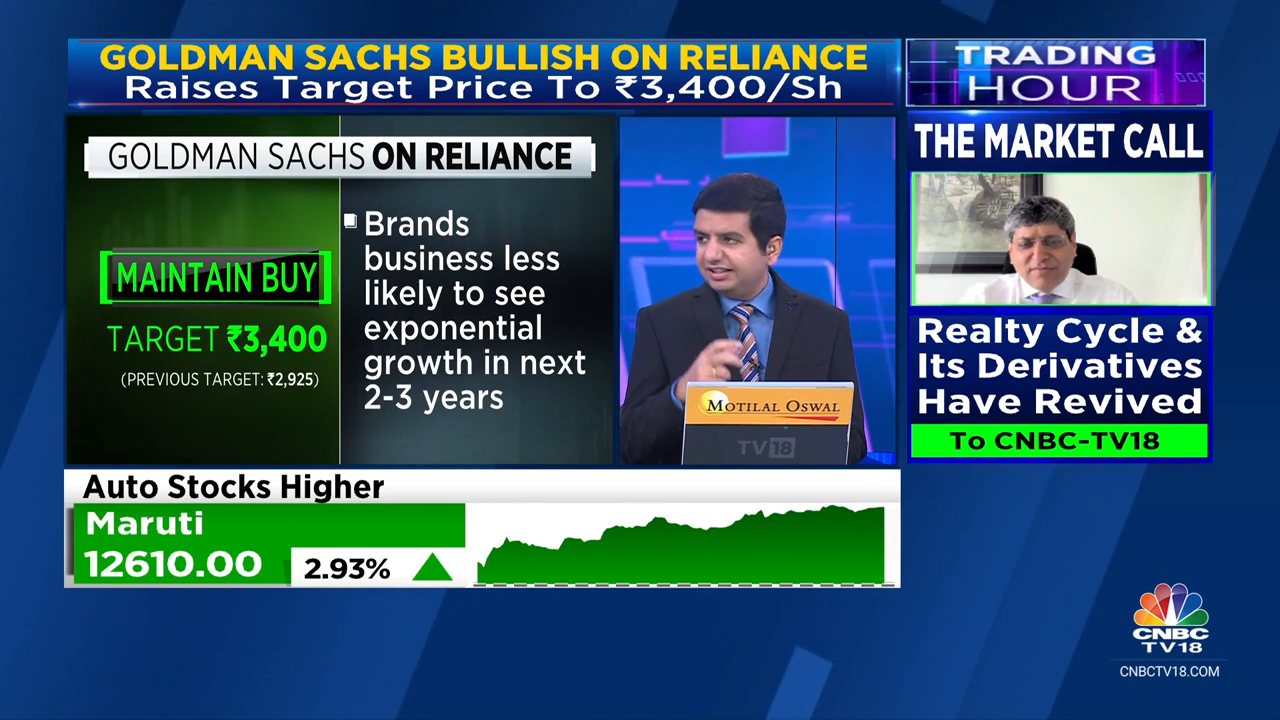 GOLDMAN SACHS BULLISH ON RELIANCE
Raises Target Price To ₹3,400/Sh
TRADING
HOUR
GOLDMAN SACHS ON RELIANCE
MAINTAIN BUY
TARGET ₹3,400
(PREVIOUS TARGET: ₹2,925)
Brands
business less
likely to see
exponential
growth in next
2-3 years
MOTILAL OSWAL
TV18
THE MARKET CALL
Realty Cycle &
Its Derivatives
Have Revived
To CNBC-TV18
Auto Stocks Higher
Maruti
12610.00
2.93%
CNBC
TV18
CNBCTV18.COM